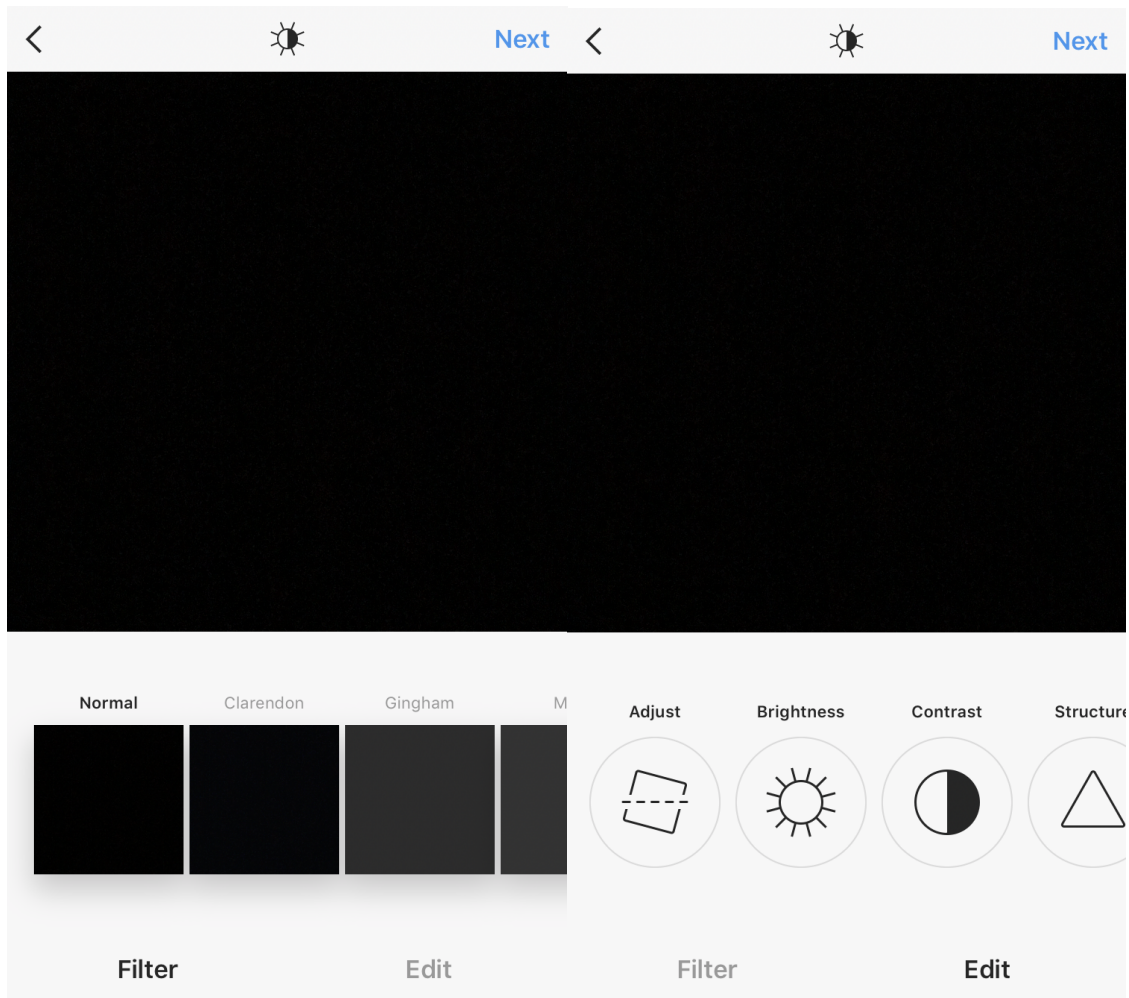 Next
Normal Clarendon Gingham M
Filter Edit
Next
Adjust Brightness Contrast Structure
Filter Edit